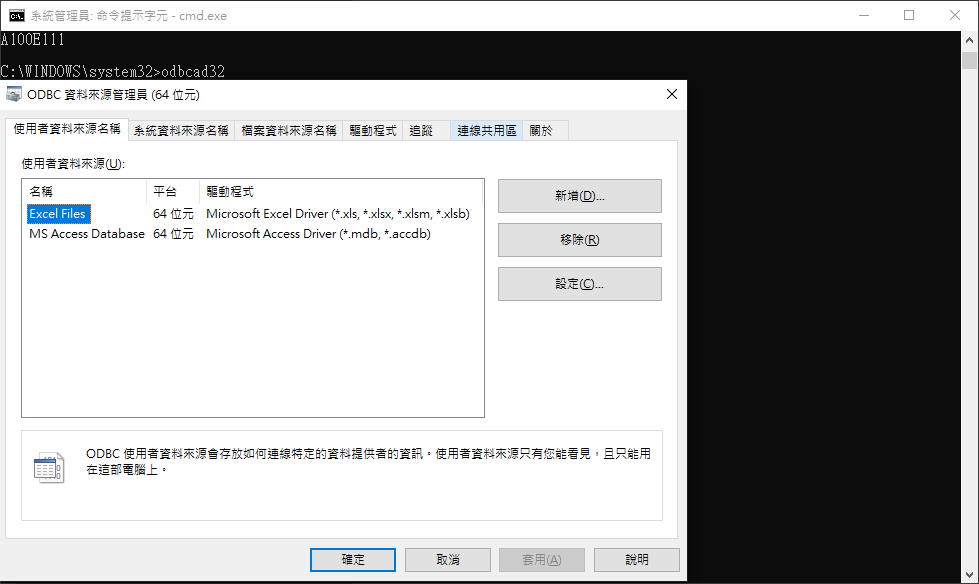 系統管理員: 命令提示字元 - cmd.exe
A100E111
C:\WINDOWS\system32>odbcad32
ODBC 資料來源管理員 (64 位元)
使用者資料來源名稱 系統資料來源名稱 檔案資料來源名稱 驅動程式 追蹤 連線共用區 關於
使用者資料來源(U):
名稱 平台 驅動程式
Excel Files 64 位元 Microsoft Excel Driver (*.xls, *.xlsx, *.xlsm, *.xlsb)
MS Access Database 64 位元 Microsoft Access Driver (*.mdb, *.accdb)
新增(D)...
移除(R)
設定(C)...
ODBC 使用者資料來源會存放如何連線特定的資料提供者的資訊。使用者資料來源只有您能看見，且只能用
在這部電腦上。
確定 取消 套用(A) 說明